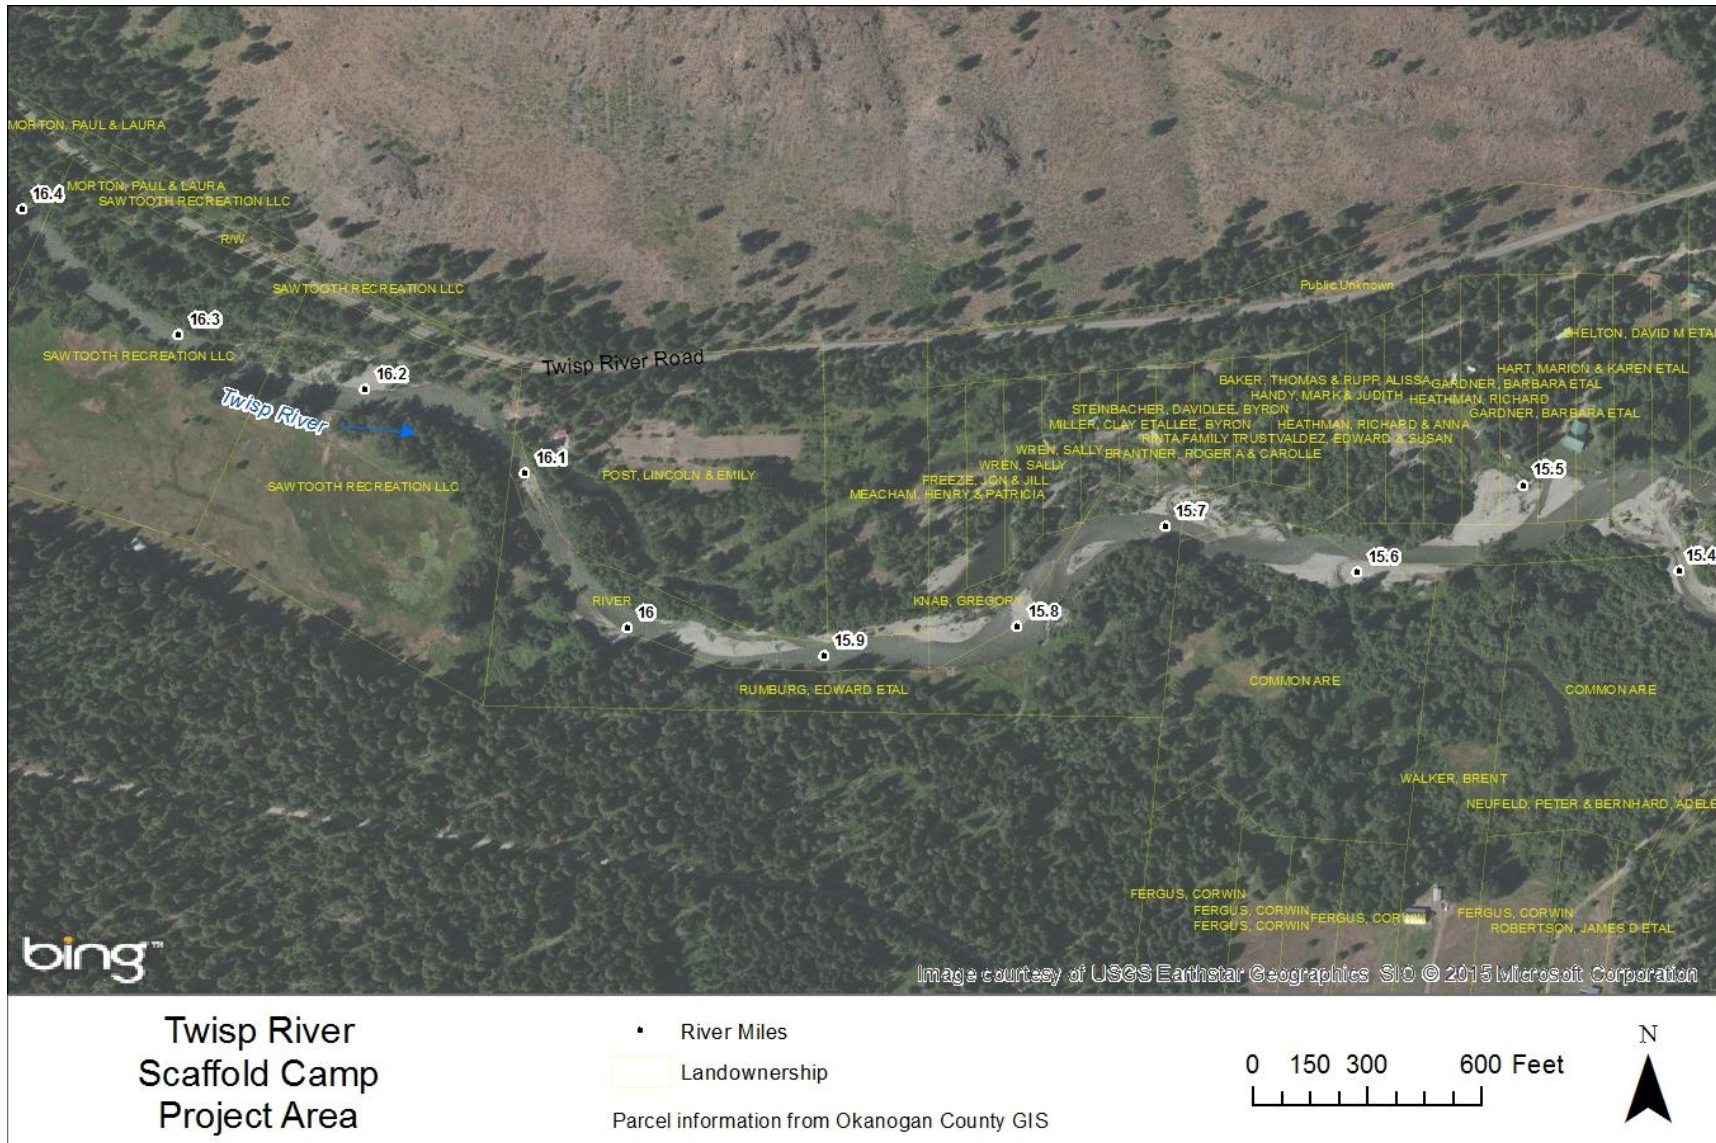 MORTON, PAUL & LAURA
16.4
MORTON, PAUL & LAURA
SAWTOOTH RECREATION LLC
R/W
SAWTOOTH RECREATION LLC
Public Unknown
16.3
SAWTOOTH RECREATION LLC
Twisp River Road
16.2
Twisp River
SHELTON, DAVID M ETAL
HART, MARION & KAREN ETAL
BAKER, THOMAS & RUPP, ALISSA
GARDNER, BARBARA ETAL
HANDY, MARK & JUDITH
HEATHMAN, RICHARD
STEINBACHER, DAVIDLEE, BYRON
GARDNER, BARBARA ETAL
MILLER, CLAY ETALLEE, BYRON
HEATHMAN, RICHARD & ANNA
RINTA FAMILY TRUSTVALDEZ, EDWARD & SUSAN
WREN, SALLY
BRANTNER, ROGER A & CAROLLE
16.1
WREN, SALLY
POST, LINCOLN & EMILY
FREEZE, JON & JILL
SAWTOOTH RECREATION LLC
MEACHAM, HENRY & PATRICIA
15.5
15.7
15.6
15.4
RIVER
16
KNAB, GREGORY
15.8
15.9
RUMBURG, EDWARD ETAL
COMMON ARE
COMMON ARE
WALKER, BRENT
NEUFELD, PETER & BERNHARD, ADELE
FERGUS, CORWIN
FERGUS, CORWIN
FERGUS, CORWIN
FERGUS, CORWIN
FERGUS, CORWIN
ROBERTSON, JAMES D ETAL
bing™
Image courtesy of USGS Earthstar Geographics SIO © 2015 Microsoft Corporation
Twisp River
Scaffold Camp
Project Area
River Miles
Landownership
Parcel information from Okanogan County GIS
0 150 300 600 Feet
N